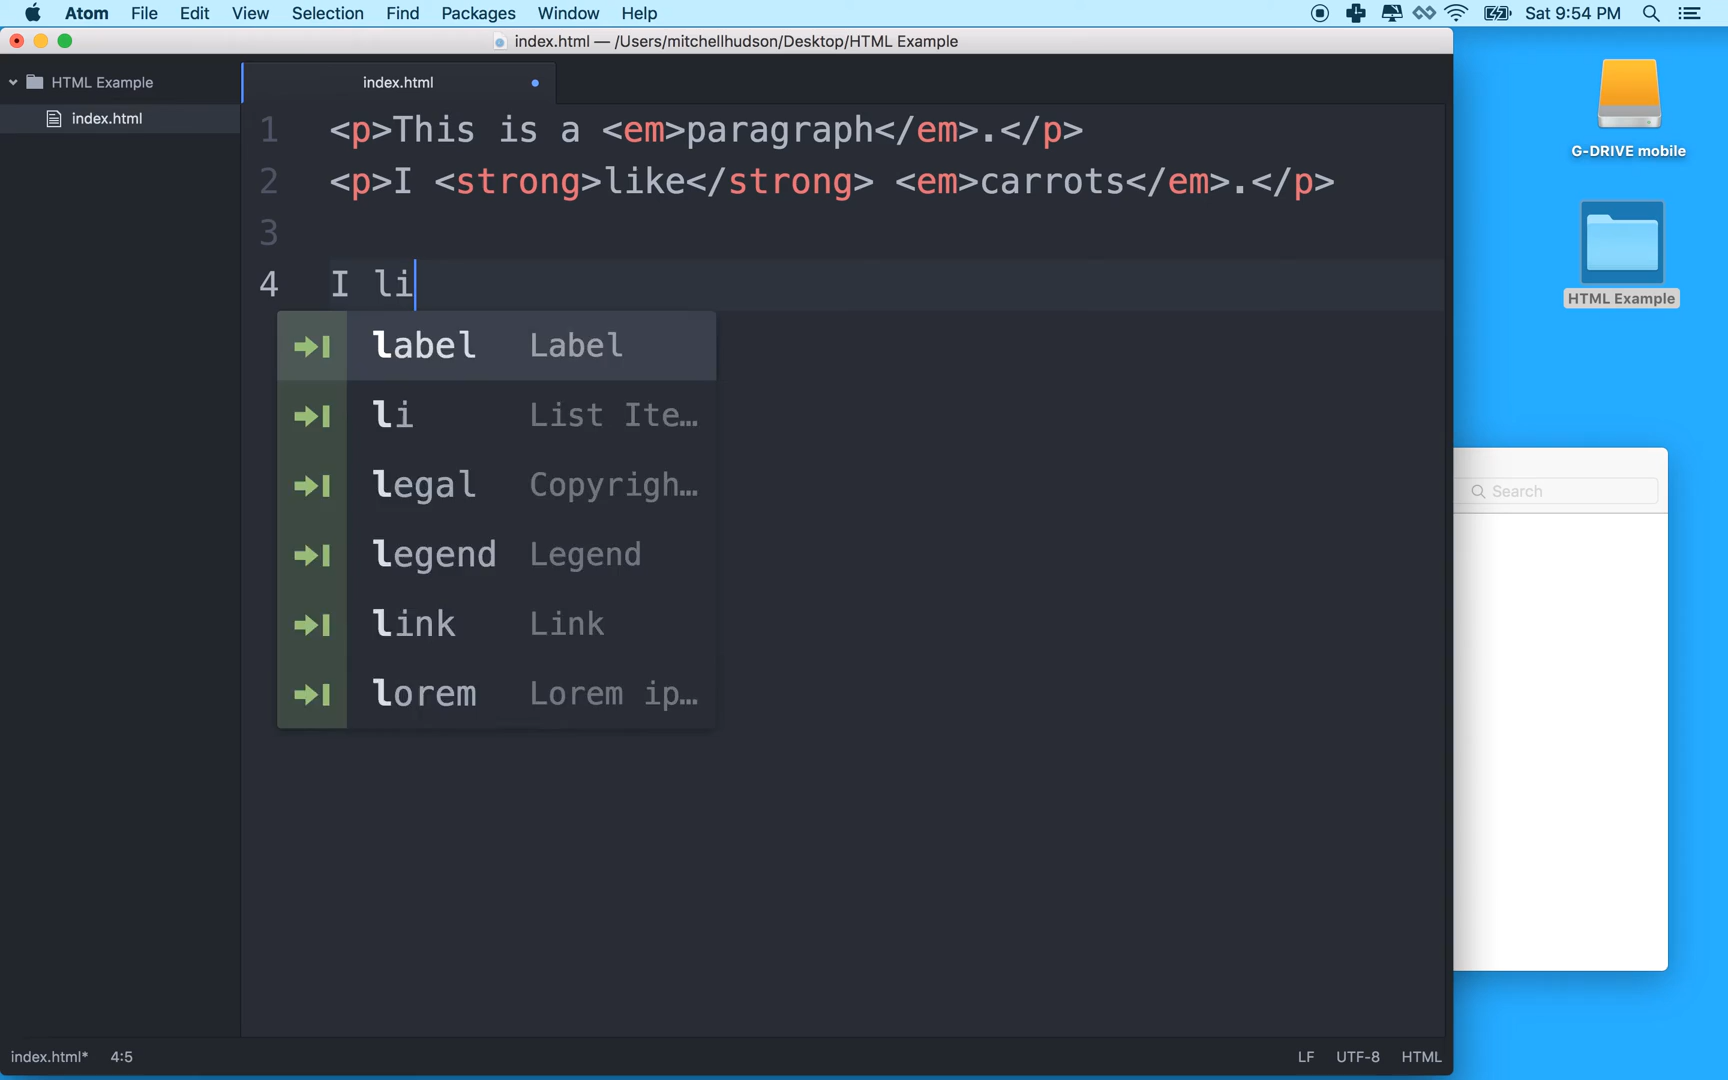 Atom File Edit View Selection Find Packages Window Help Sat 9:54 PM
index.html — /Users/mitchellhudson/Desktop/HTML Example
HTML Example
index.html
index.html
1 <p>This is a <em>paragraph</em>.</p>
2 <p>I <strong>like</strong> <em>carrots</em>.</p>
3
4 I li
label Label
li List Ite…
legal Copyrigh…
legend Legend
link Link
lorem Lorem ip…
index.html* 4:5 LF UTF-8 HTML
G-DRIVE mobile
HTML Example
Search